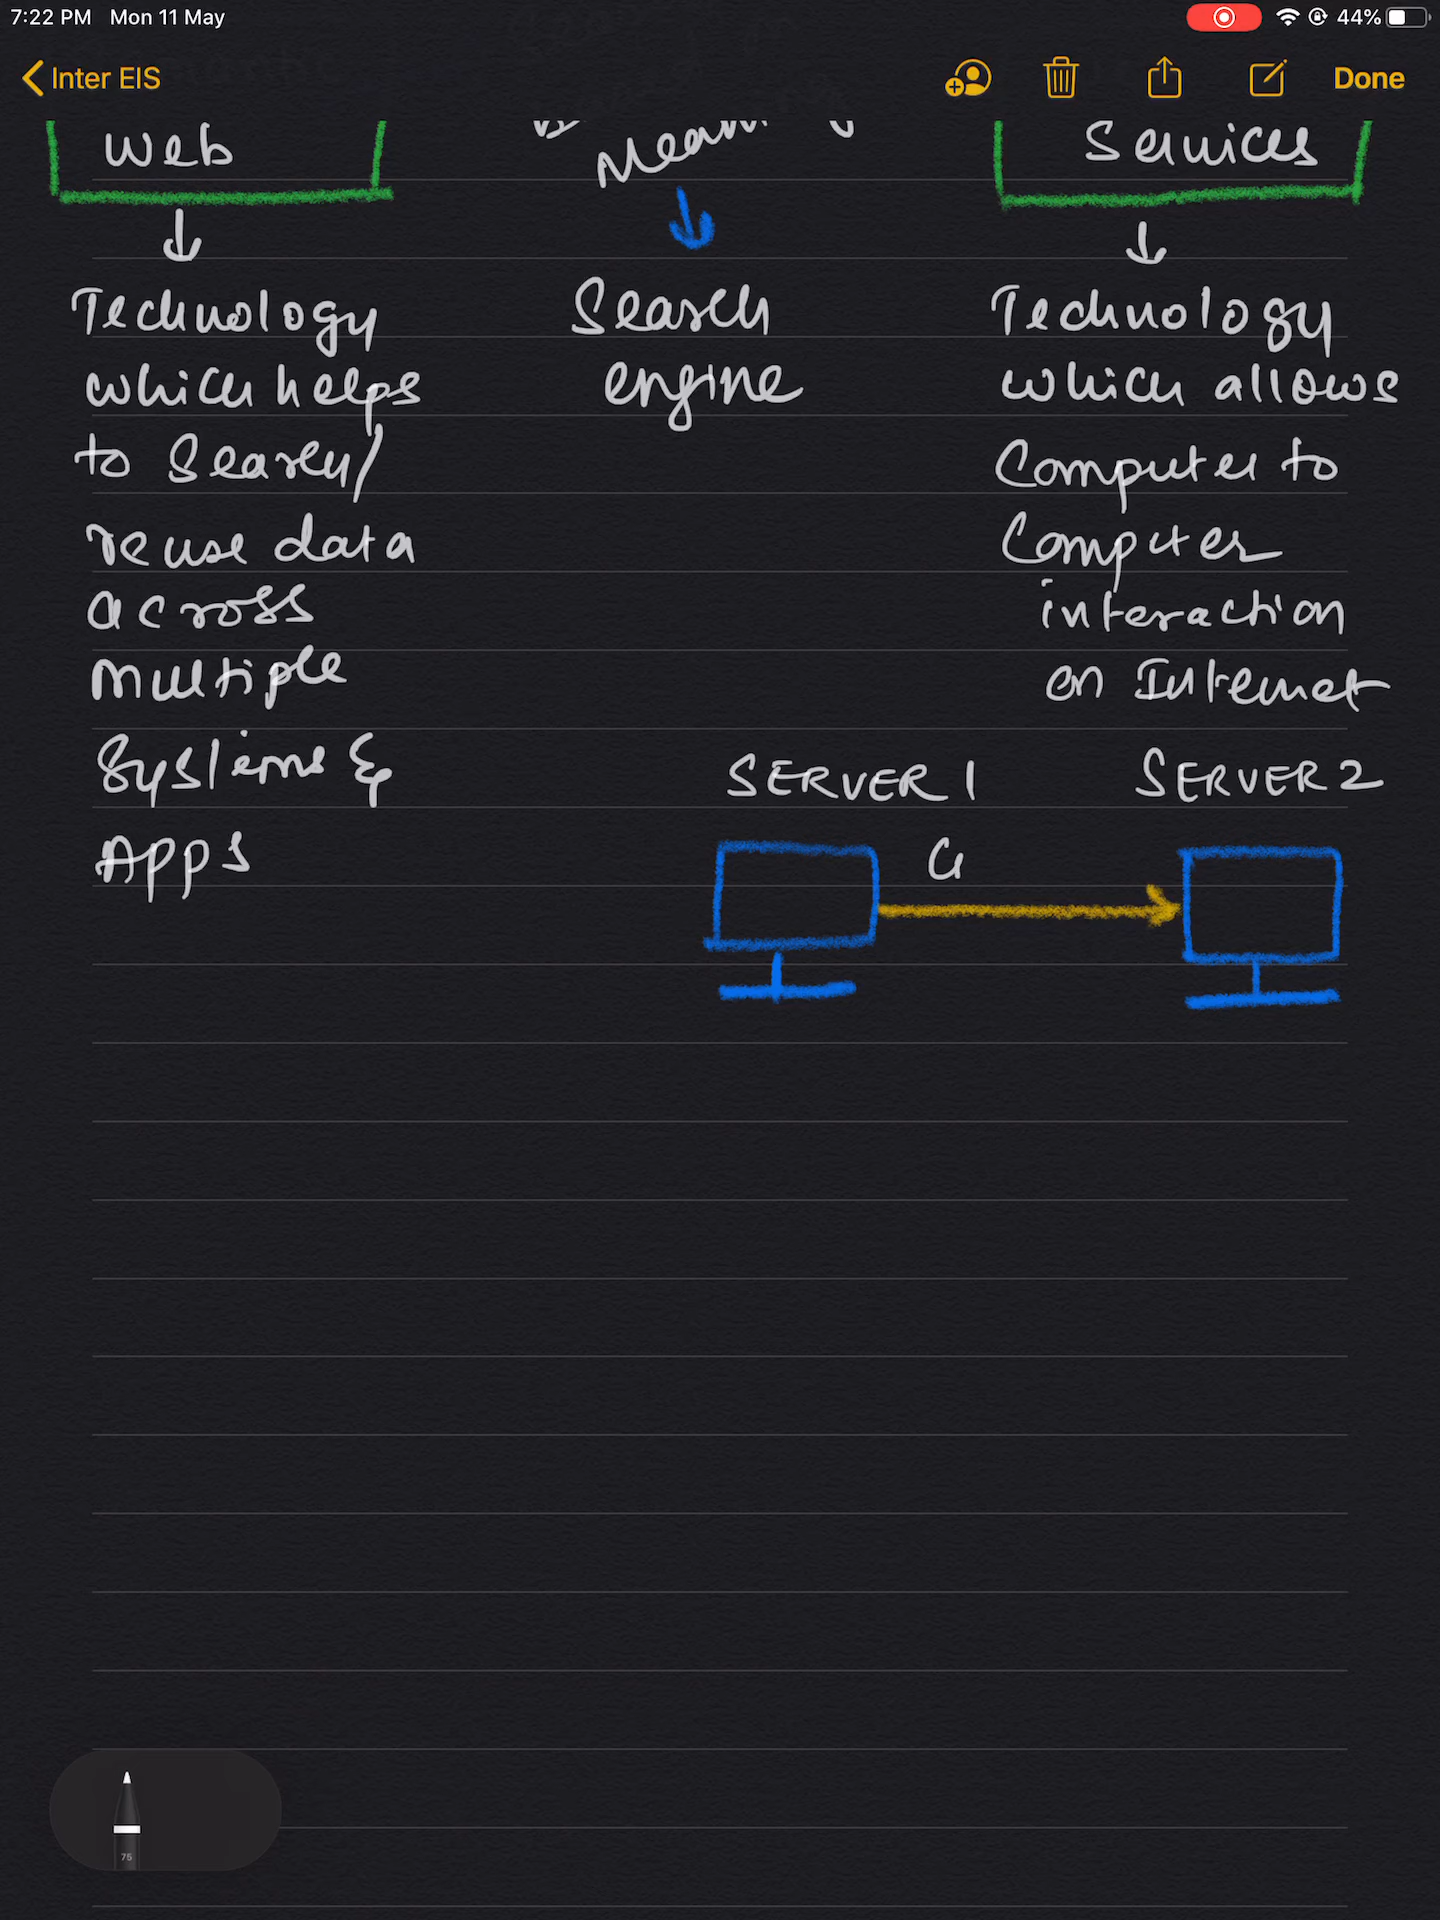 7:22 PM Mon 11 May
44%
Inter EIS
Done
Web
Services
Technology
which helps
to Search/
reuse data
across
multiple
Systems &
Apps
Search
engine
Technology
which allows
Computer to
Computer
interaction
on Internet
SERVER 1
SERVER 2
75